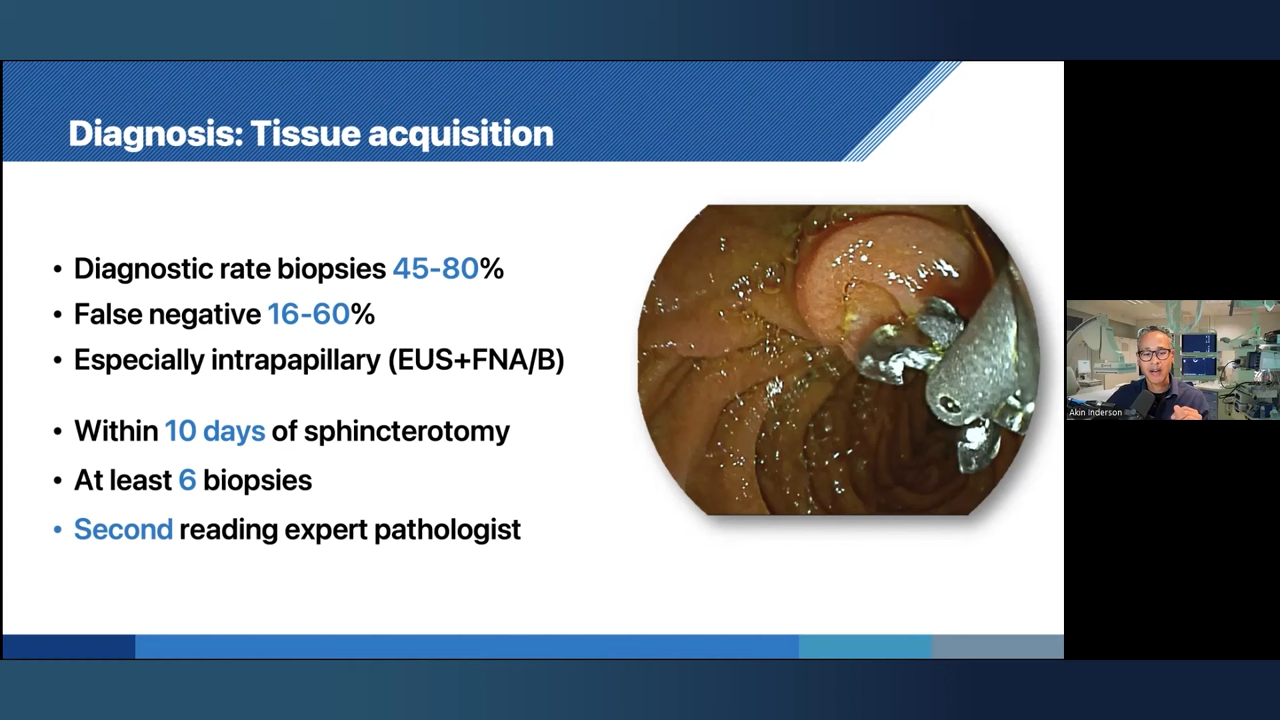 Diagnosis: Tissue acquisition
• Diagnostic rate biopsies 45-80%
• False negative 16-60%
• Especially intrapapillary (EUS+FNA/B)
• Within 10 days of sphincterotomy
• At least 6 biopsies
• Second reading expert pathologist
Akin Inderson